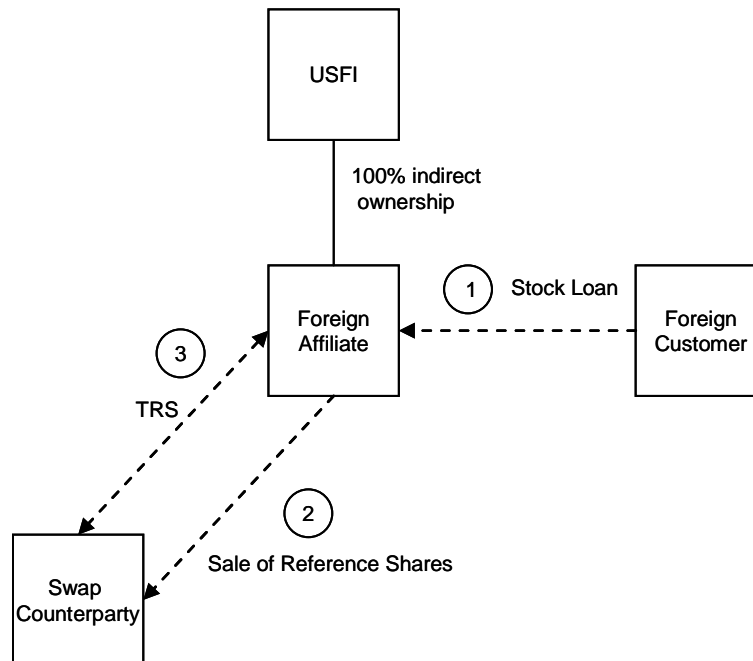 USFI
100% indirect
ownership
1
Stock Loan
Foreign
Affiliate
Foreign
Customer
3
TRS
2
Sale of Reference Shares
Swap
Counterparty